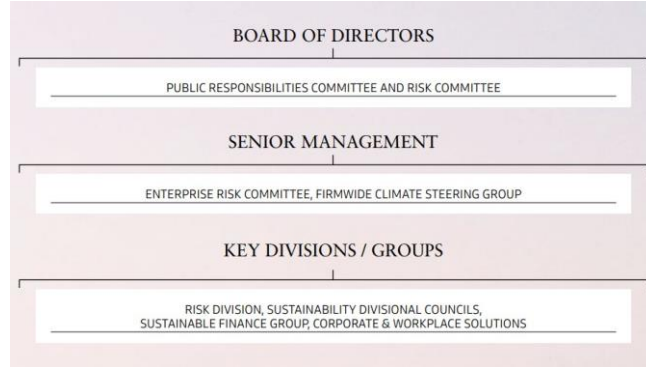 BOARD OF DIRECTORS
PUBLIC RESPONSIBILITIES COMMITTEE AND RISK COMMITTEE
SENIOR MANAGEMENT
ENTERPRISE RISK COMMITTEE, FIRMWIDE CLIMATE STEERING GROUP
KEY DIVISIONS / GROUPS
RISK DIVISION, SUSTAINABILITY DIVISIONAL COUNCILS,
SUSTAINABLE FINANCE GROUP, CORPORATE & WORKPLACE SOLUTIONS